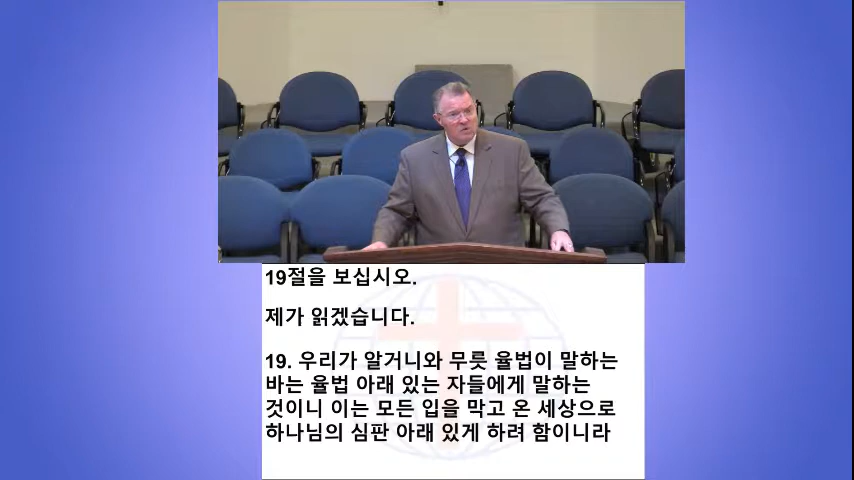 19절을 보십시오.
제가 읽겠습니다.
19. 우리가 알거니와 무릇 율법이 말하는
바는 율법 아래 있는 자들에게 말하는
것이니 이는 모든 입을 막고 온 세상으로
하나님의 심판 아래 있게 하려 함이니라